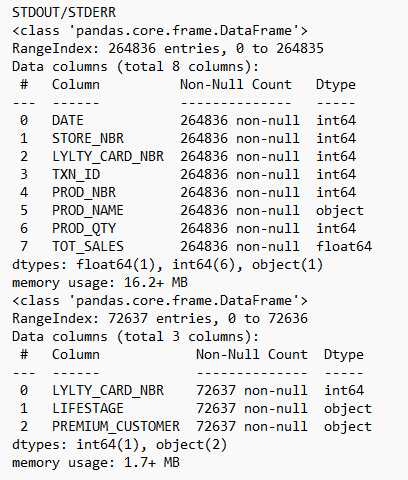 STDOUT/STDERR
<class 'pandas.core.frame.DataFrame'>
RangeIndex: 264836 entries, 0 to 264835
Data columns (total 8 columns):
 #   Column          Non-Null Count   Dtype
---  ------          --------------   -----
 0   DATE            264836 non-null  int64
 1   STORE_NBR       264836 non-null  int64
 2   LYLTY_CARD_NBR  264836 non-null  int64
 3   TXN_ID          264836 non-null  int64
 4   PROD_NBR        264836 non-null  int64
 5   PROD_NAME       264836 non-null  object
 6   PROD_QTY        264836 non-null  int64
 7   TOT_SALES       264836 non-null  float64
dtypes: float64(1), int64(6), object(1)
memory usage: 16.2+ MB
<class 'pandas.core.frame.DataFrame'>
RangeIndex: 72637 entries, 0 to 72636
Data columns (total 3 columns):
 #   Column            Non-Null Count  Dtype
---  ------            --------------  -----
 0   LYLTY_CARD_NBR    72637 non-null  int64
 1   LIFESTAGE         72637 non-null  object
 2   PREMIUM_CUSTOMER  72637 non-null  object
dtypes: int64(1), object(2)
memory usage: 1.7+ MB